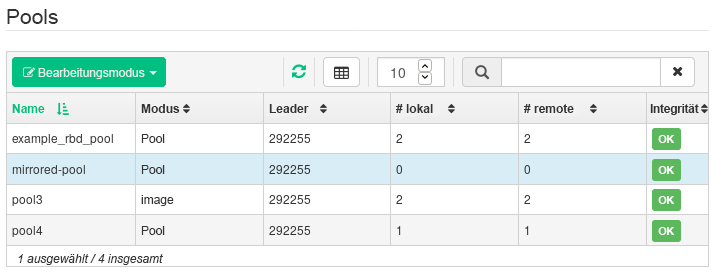 Pools
Bearbeitungsmodus
10
Name Modus Leader # lokal # remote Integrität
example_rbd_pool Pool 292255 2 2 OK
mirrored-pool Pool 292255 0 0 OK
pool3 image 292255 2 2 OK
pool4 Pool 292255 1 1 OK
1 ausgewählt / 4 insgesamt